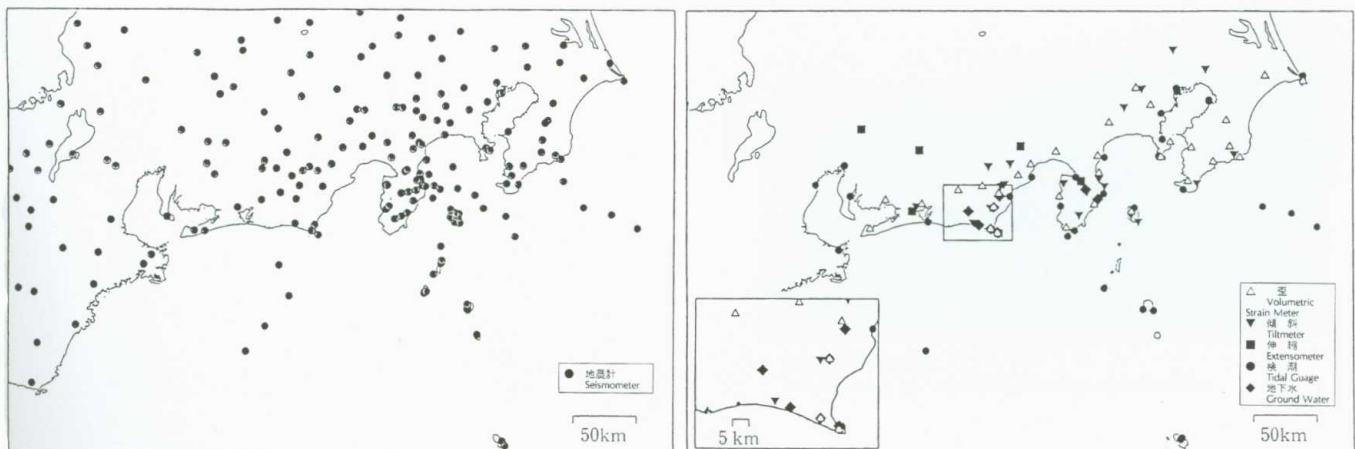 ● 地震計
Seismometer
50km
△ 歪
Volumetric
Strain Meter
▼ 傾 斜
Tiltmeter
■ 伸 縮
Extensometer
● 検 潮
Tidal Guage
◆ 地下水
Ground Water
5 km
50km